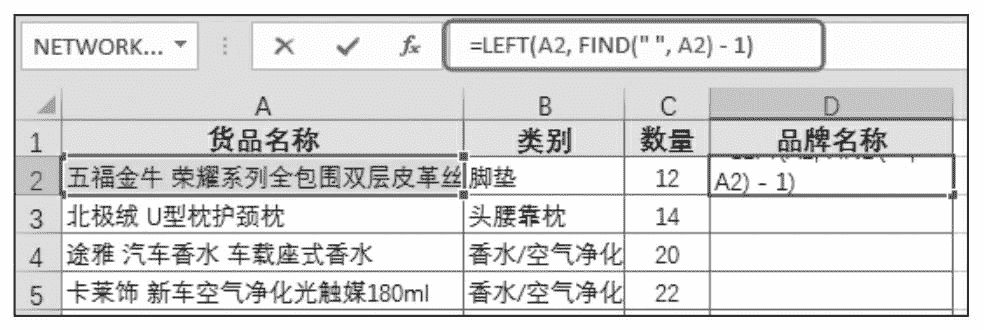 NETWORK... fx =LEFT(A2, FIND(" ", A2) - 1)
A B C D
1 货品名称 类别 数量 品牌名称
2 五福金牛 荣耀系列全包围双层皮革丝 脚垫 12 A2) - 1)
3 北极绒 U型枕护颈枕 头腰靠枕 14
4 途雅 汽车香水 车载座式香水 香水/空气净化 20
5 卡莱饰 新车空气净化光触媒180ml 香水/空气净化 22